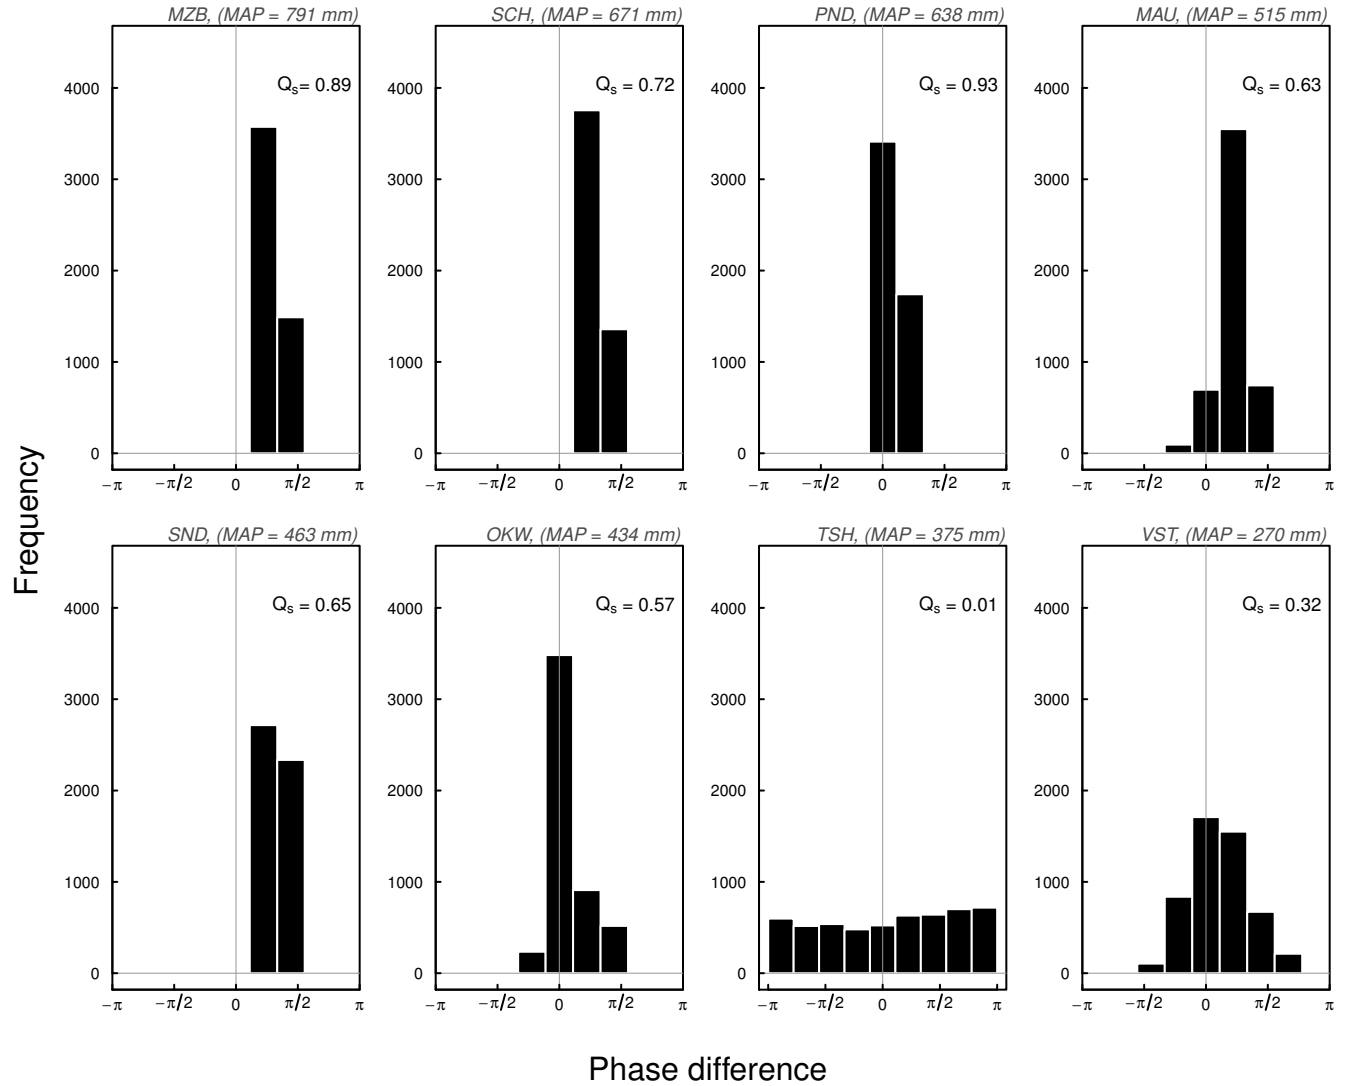 MZB, (MAP = 791 mm)
SCH, (MAP = 671 mm)
PND, (MAP = 638 mm)
MAU, (MAP = 515 mm)
Qs= 0.89
Qs = 0.72
Qs = 0.93
Qs = 0.63
4000 4000 4000 4000
3000 3000 3000 3000
2000 2000 2000 2000
1000 1000 1000 1000
0 0 0 0
−π −π/2 0 π/2 π
−π −π/2 0 π/2 π
−π −π/2 0 π/2 π
−π −π/2 0 π/2 π
Frequency
SND, (MAP = 463 mm)
OKW, (MAP = 434 mm)
TSH, (MAP = 375 mm)
VST, (MAP = 270 mm)
Qs = 0.65
Qs = 0.57
Qs = 0.01
Qs = 0.32
4000 4000 4000 4000
3000 3000 3000 3000
2000 2000 2000 2000
1000 1000 1000 1000
0 0 0 0
−π −π/2 0 π/2 π
−π −π/2 0 π/2 π
−π −π/2 0 π/2 π
−π −π/2 0 π/2 π
Phase difference